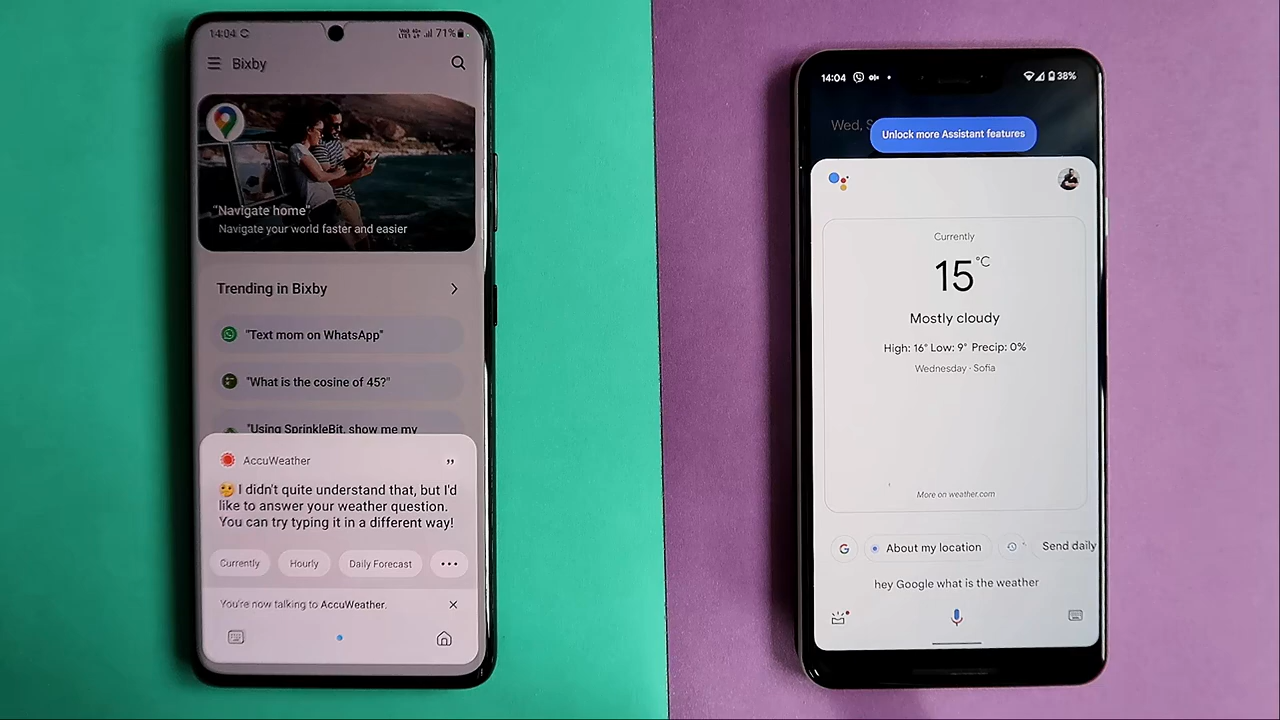 14:04
71%
Bixby
"Navigate home"
Navigate your world faster and easier
Trending in Bixby
"Text mom on WhatsApp"
"What is the cosine of 45?"
"Using SprinkleBit, show me my
AccuWeather
I didn't quite understand that, but I'd
like to answer your weather question.
You can try typing it in a different way!
Currently Hourly Daily Forecast
You're now talking to AccuWeather.
14:04
38%
Wed, S
Unlock more Assistant features
Currently
15°C
Mostly cloudy
High: 16° Low: 9° Precip: 0%
Wednesday · Sofia
More on weather.com
About my location
Send daily
hey Google what is the weather